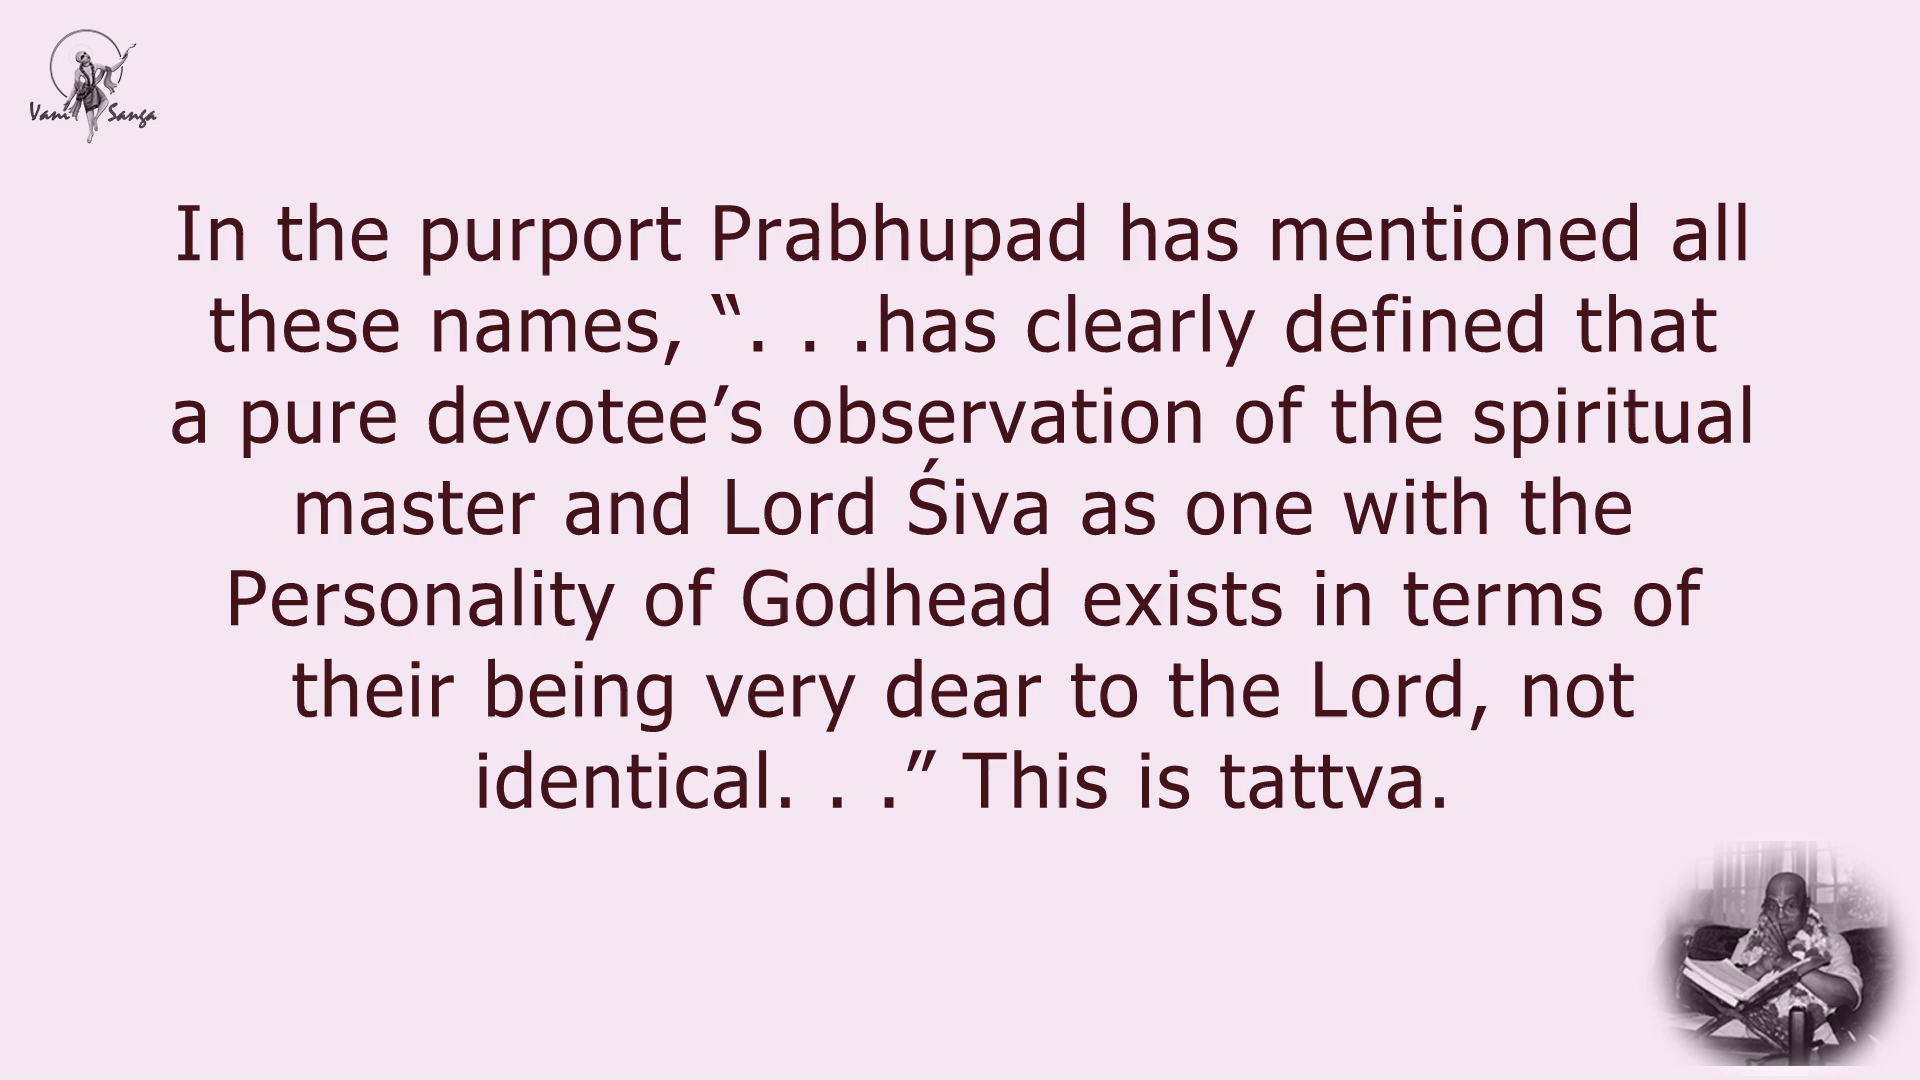 Vani Sanga
In the purport Prabhupad has mentioned all
these names, “. . .has clearly defined that
a pure devotee’s observation of the spiritual
master and Lord Śiva as one with the
Personality of Godhead exists in terms of
their being very dear to the Lord, not
identical. . .” This is tattva.